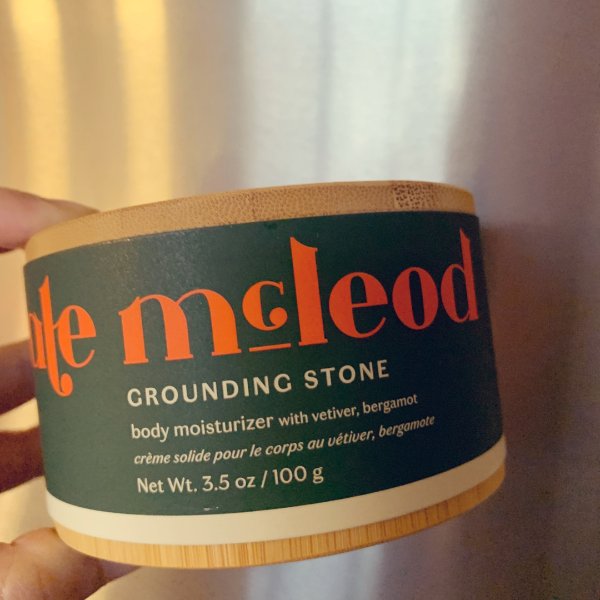 mcleod
GROUNDING STONE
body moisturizer with vetiver, bergamot
crème solide pour le corps au vétiver, bergamote
Net Wt. 3.5 oz / 100 g